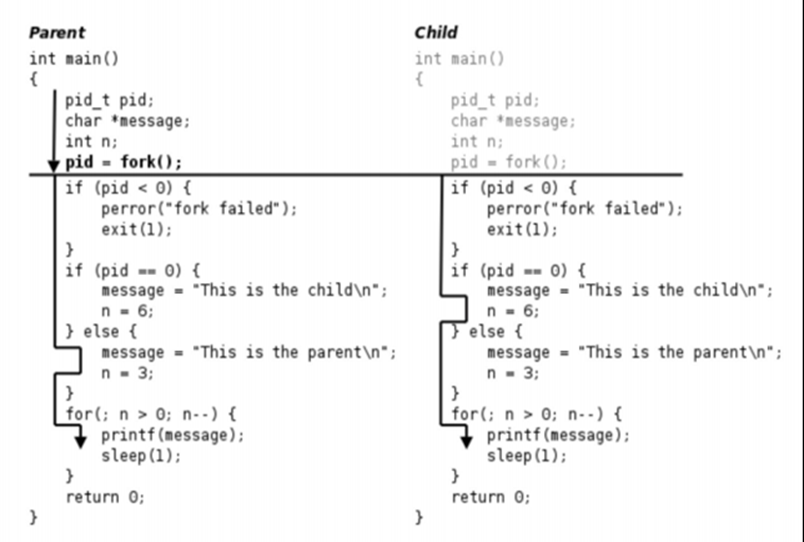 Parent
int main()
{
pid_t pid;
char *message;
int n;
pid = fork();
if (pid < 0) {
perror("fork failed");
exit(1);
}
if (pid == 0) {
message = "This is the child\n";
n = 6;
} else {
message = "This is the parent\n";
n = 3;
}
for(; n > 0; n--) {
printf(message);
sleep(1);
}
return 0;
}
Child
int main()
{
pid_t pid;
char *message;
int n;
pid = fork();
if (pid < 0) {
perror("fork failed");
exit(1);
}
if (pid == 0) {
message = "This is the child\n";
n = 6;
} else {
message = "This is the parent\n";
n = 3;
}
for(; n > 0; n--) {
printf(message);
sleep(1);
}
return 0;
}